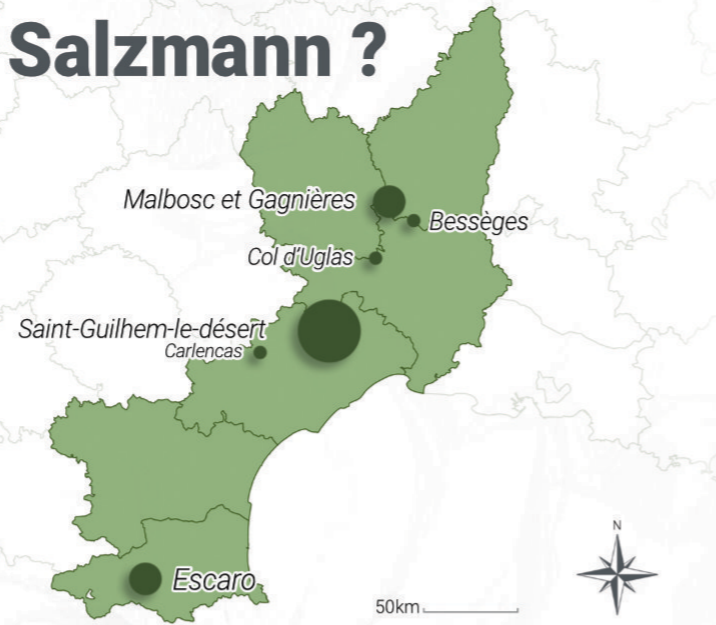 Salzmann ?
Malbosc et Gagnières
Bessèges
Col d'Uglas
Saint-Guilhem-le-désert
Carlencas
Escaro
N
50km